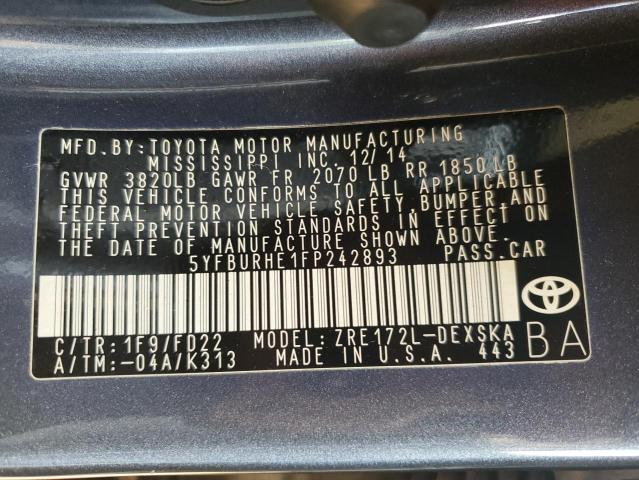 MFD.BY:TOYOTA MOTOR MANUFACTURING
MISSISSIPPI INC. 12/14
GVWR 3820LB GAWR FR 2070 LB RR 1850 LB
THIS VEHICLE CONFORMS TO ALL APPLICABLE
FEDERAL MOTOR VEHICLE SAFETY, BUMPER, AND
THEFT PREVENTION STANDARDS IN EFFECT ON
THE DATE OF MANUFACTURE SHOWN ABOVE.
5YFBURHE1FP242893 PASS.CAR
C/TR:1F9/FD22 MODEL: ZRE172L-DEXSKA
A/TM:-04A/K313 MADE IN U.S.A. 443
BA